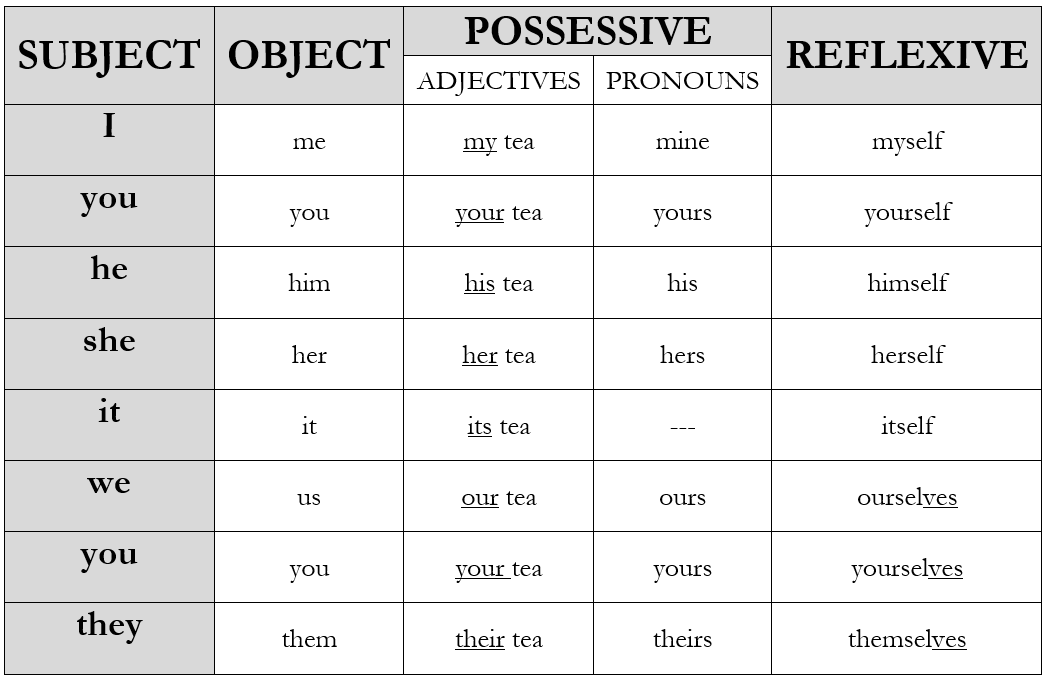 SUBJECT OBJECT POSSESSIVE REFLEXIVE
ADJECTIVES PRONOUNS
I me my tea mine myself
you you your tea yours yourself
he him his tea his himself
she her her tea hers herself
it it its tea --- itself
we us our tea ours ourselves
you you your tea yours yourselves
they them their tea theirs themselves